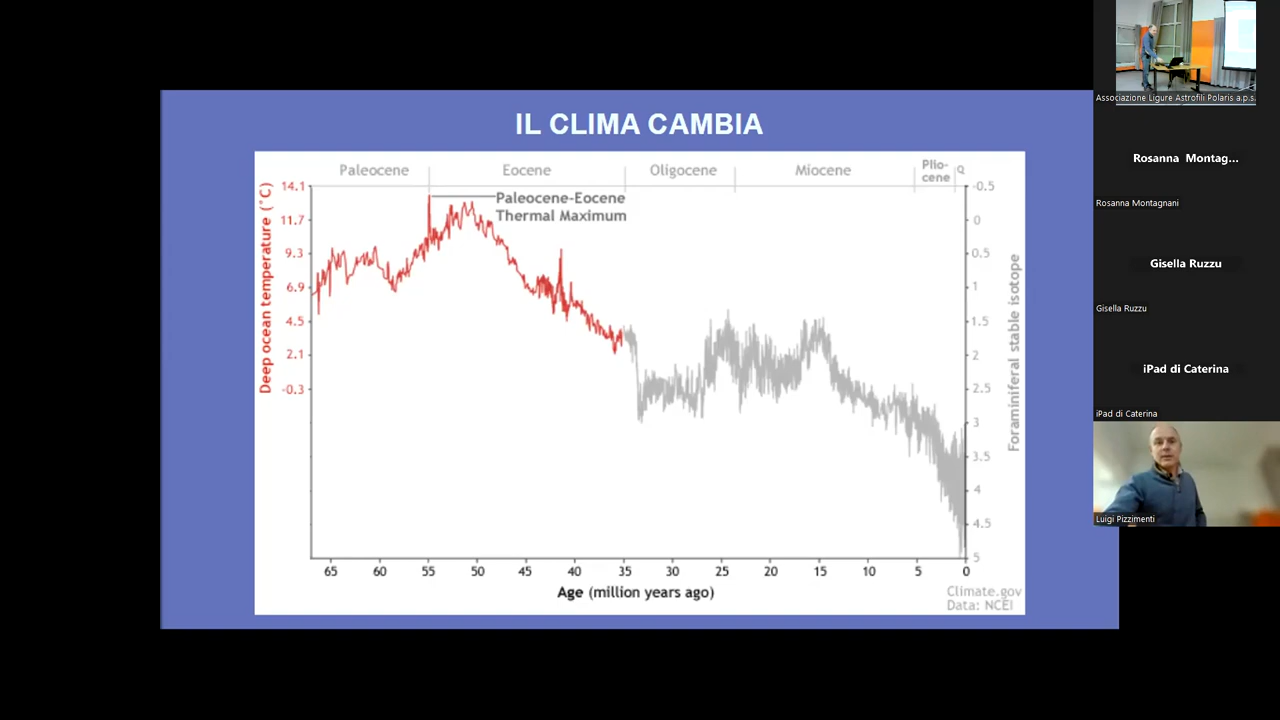 IL CLIMA CAMBIA
Paleocene
Eocene
Oligocene
Miocene
Plio-
cene
Q
Paleocene-Eocene
Thermal Maximum
Deep ocean temperature (°C)
14.1
11.7
9.3
6.9
4.5
2.1
-0.3
-0.5
0
0.5
1
1.5
2
2.5
3
3.5
4
4.5
5
Foraminiferal stable isotope
65 60 55 50 45 40 35 30 25 20 15 10 5 0
Age (million years ago)
Climate.gov
Data: NCEI
Associazione Ligure Astrofili Polaris a.p.s.
Rosanna Montag...
Rosanna Montagnani
Gisella Ruzzu
Gisella Ruzzu
iPad di Caterina
iPad di Caterina
Luigi Pizzimenti